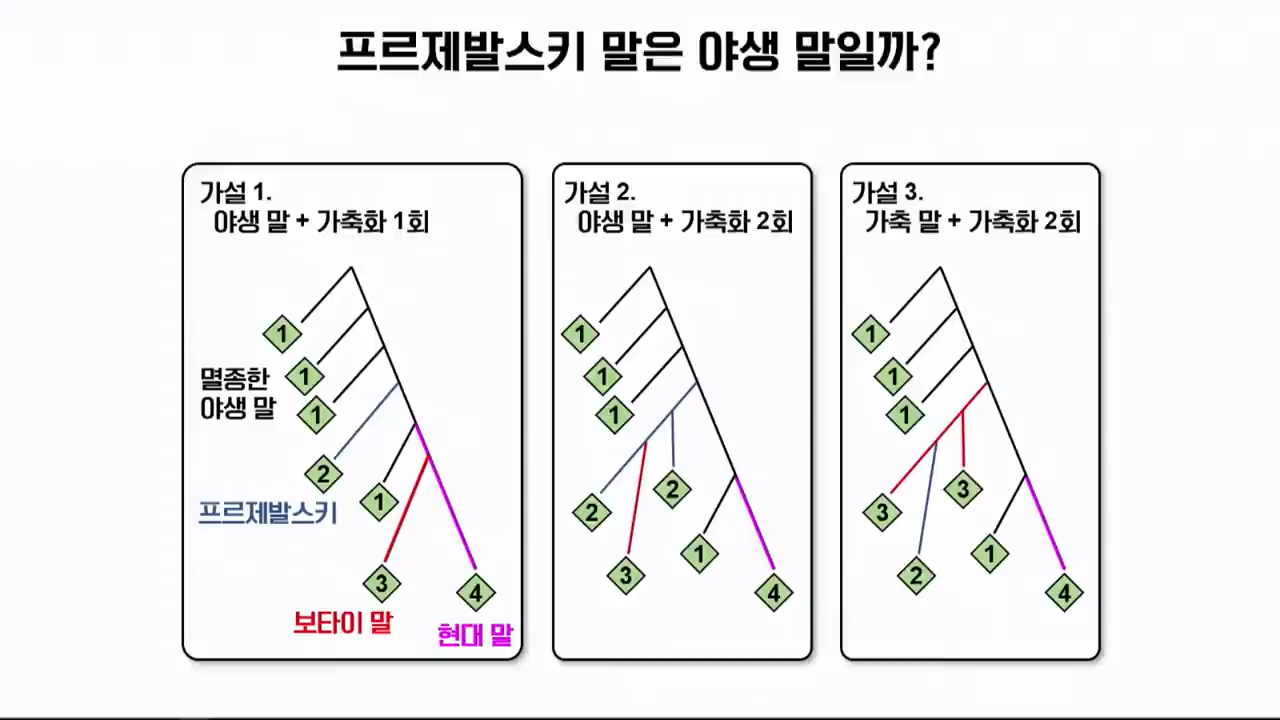 프르제발스키 말은 야생 말일까?
가설 1.
야생 말 + 가축화 1회
1
1
멸종한
야생 말
1
2
프르제발스키
1
3
4
보타이 말
현대 말
가설 2.
야생 말 + 가축화 2회
1
1
1
2
2
1
3
4
가설 3.
가축 말 + 가축화 2회
1
1
1
3
3
1
2
4